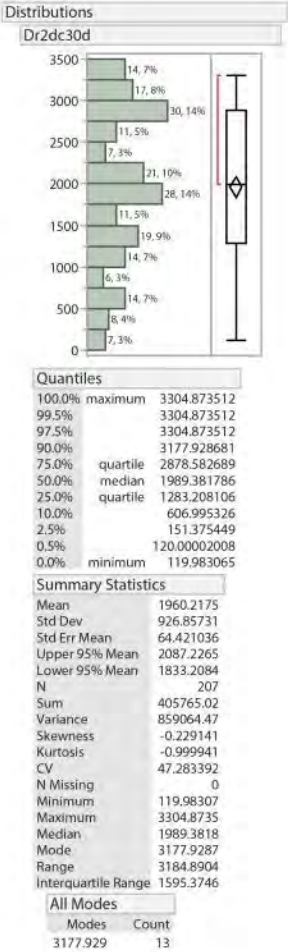 Distributions
Dr2dc30d
3500
14, 7%
17, 8%
3000
30, 14%
11, 5%
2500
7, 3%
21, 10%
2000
28, 14%
11, 5%
1500
19, 9%
14, 7%
1000
6, 3%
14, 7%
500
8, 4%
7, 3%
0
Quantiles
100.0% maximum 3304.873512
99.5% 3304.873512
97.5% 3304.873512
90.0% 3177.928681
75.0% quartile 2878.582689
50.0% median 1989.381786
25.0% quartile 1283.208106
10.0% 606.995326
2.5% 151.375449
0.5% 120.00002008
0.0% minimum 119.983065
Summary Statistics
Mean 1960.2175
Std Dev 926.85731
Std Err Mean 64.421036
Upper 95% Mean 2087.2265
Lower 95% Mean 1833.2084
N 207
Sum 405765.02
Variance 859064.47
Skewness -0.229141
Kurtosis -0.999941
CV 47.283392
N Missing 0
Minimum 119.98307
Maximum 3304.8735
Median 1989.3818
Mode 3177.9287
Range 3184.8904
Interquartile Range 1595.3746
All Modes
Modes Count
3177.929 13